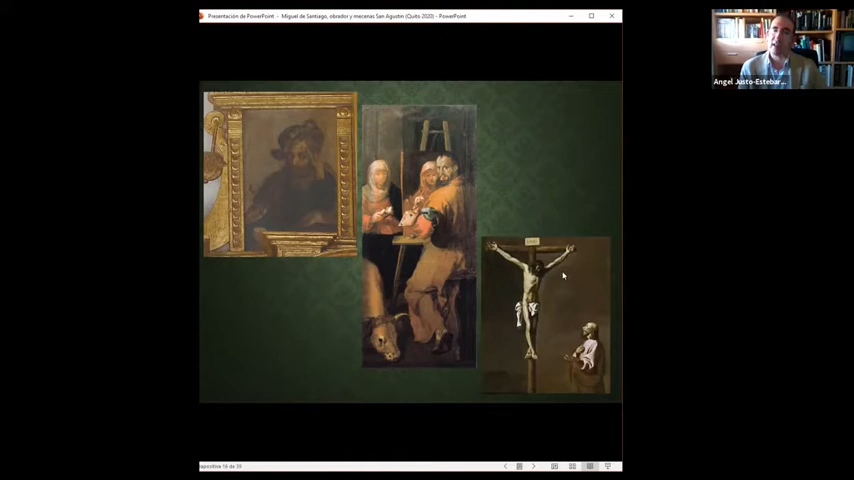 Presentación de PowerPoint - Miguel de Santiago, obrador y mecenas San Agustín (Quito 2020) - PowerPoint
Angel Justo-Estebar...
apositiva 16 de 39